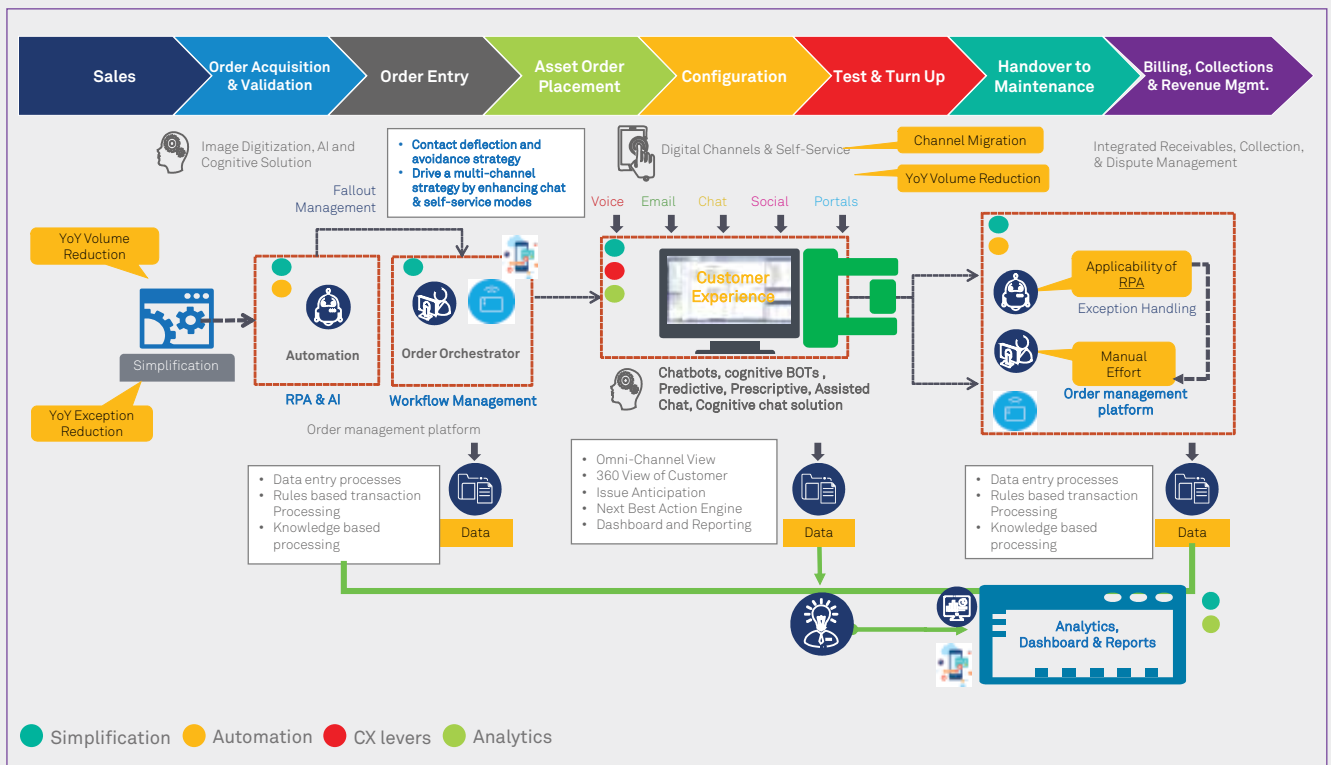 Sales
Order Acquisition
& Validation
Order Entry
Asset Order
Placement
Configuration
Test & Turn Up
Handover to
Maintenance
Billing, Collections
& Revenue Mgmt.
Image Digitization, AI and
Cognitive Solution
• Contact deflection and
avoidance strategy
• Drive a multi-channel
strategy by enhancing chat
& self-service modes
Digital Channels & Self-Service
Channel Migration
YoY Volume Reduction
Integrated Receivables, Collection,
& Dispute Management
Fallout
Management
Voice
Email
Chat
Social
Portals
YoY Volume
Reduction
Simplification
YoY Exception
Reduction
Automation
RPA & AI
Order Orchestrator
Workflow Management
Order management platform
Customer
Experience
Chatbots, cognitive BOTs ,
Predictive, Prescriptive, Assisted
Chat, Cognitive chat solution
Applicability of
RPA
Exception Handling
Manual
Effort
Order management
platform
• Data entry processes
• Rules based transaction
Processing
• Knowledge based
processing
Data
• Omni-Channel View
• 360 View of Customer
• Issue Anticipation
• Next Best Action Engine
• Dashboard and Reporting
Data
• Data entry processes
• Rules based transaction
Processing
• Knowledge based
processing
Data
Analytics,
Dashboard & Reports
Simplification
Automation
CX levers
Analytics